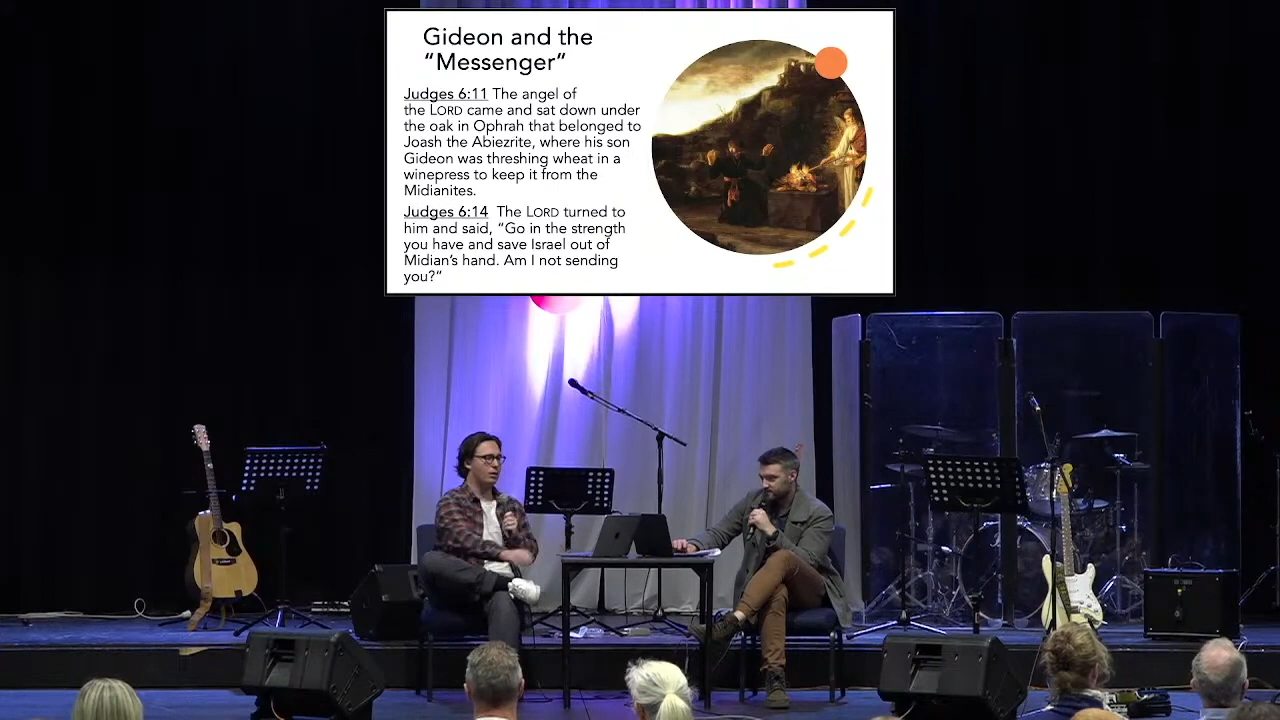 Gideon and the
“Messenger”
Judges 6:11 The angel of
the LORD came and sat down under
the oak in Ophrah that belonged to
Joash the Abiezrite, where his son
Gideon was threshing wheat in a
winepress to keep it from the
Midianites.
Judges 6:14 The LORD turned to
him and said, “Go in the strength
you have and save Israel out of
Midian’s hand. Am I not sending
you?”